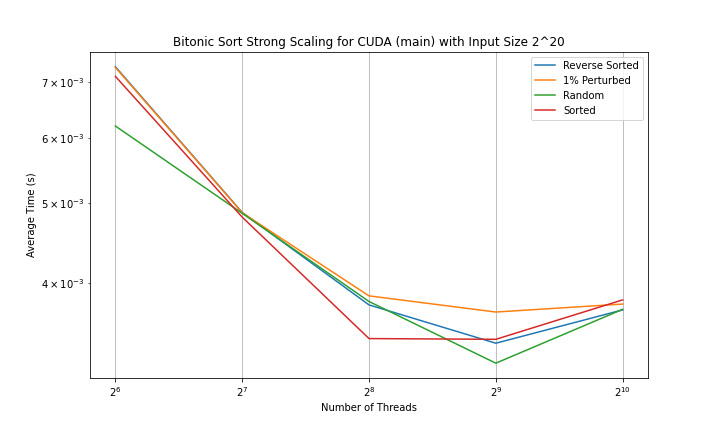 Bitonic Sort Strong Scaling for CUDA (main) with Input Size 2^20
Reverse Sorted
1% Perturbed
Random
Sorted
7 × 10⁻³
6 × 10⁻³
5 × 10⁻³
4 × 10⁻³
Average Time (s)
2⁶ 2⁷ 2⁸ 2⁹ 2¹⁰
Number of Threads